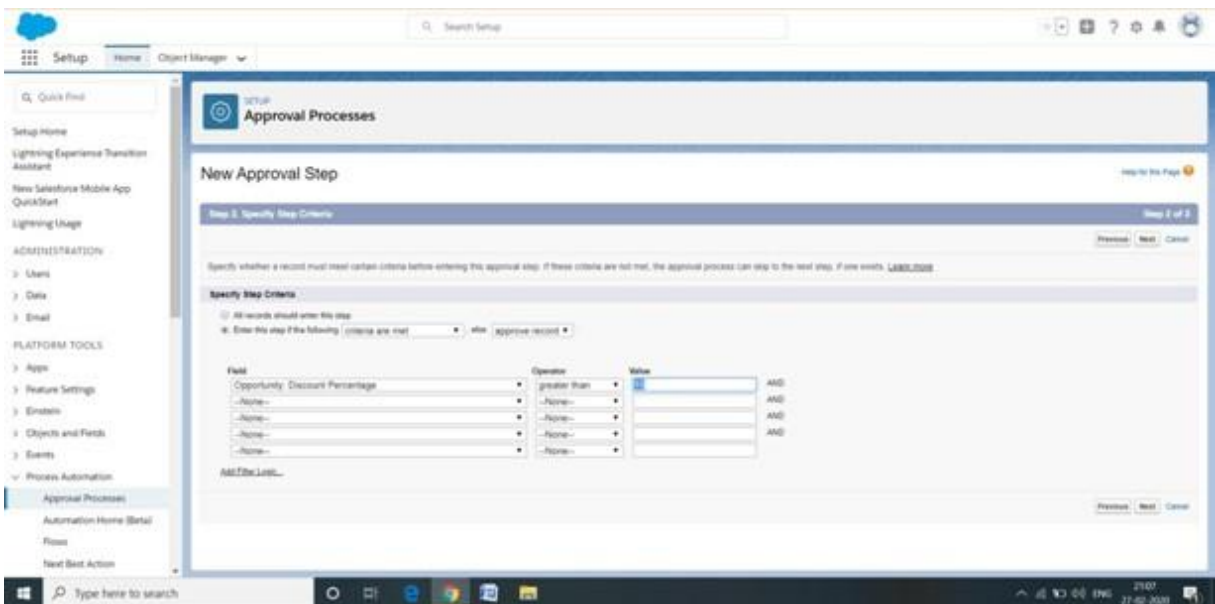 Search Setup
Setup
Home
Object Manager
Quick Find
Setup Home
Lightning Experience Transition
Assistant
New Salesforce Mobile App
QuickStart
Lightning Usage
ADMINISTRATION
Users
Data
Email
PLATFORM TOOLS
Apps
Feature Settings
Einstein
Objects and Fields
Events
Process Automation
Approval Processes
Automation Home (Beta)
Flows
Next Best Action
SETUP
Approval Processes
New Approval Step
Help for this Page
Step 2. Specify Step Criteria
Step 2 of 3
Previous Next Cancel
Specify whether a record must meet certain criteria before entering this approval step. If these criteria are not met, the approval process can skip to the next step, if one exists. Learn more
Specify Step Criteria
All records should enter this step.
Enter this step if the following criteria are met , else approve record
Field Operator Value
Opportunity: Discount Percentage greater than AND
--None-- --None-- AND
--None-- --None-- AND
--None-- --None-- AND
--None-- --None--
Add Filter Logic...
Previous Next Cancel
Type here to search
ENG
21:07
27-02-2020